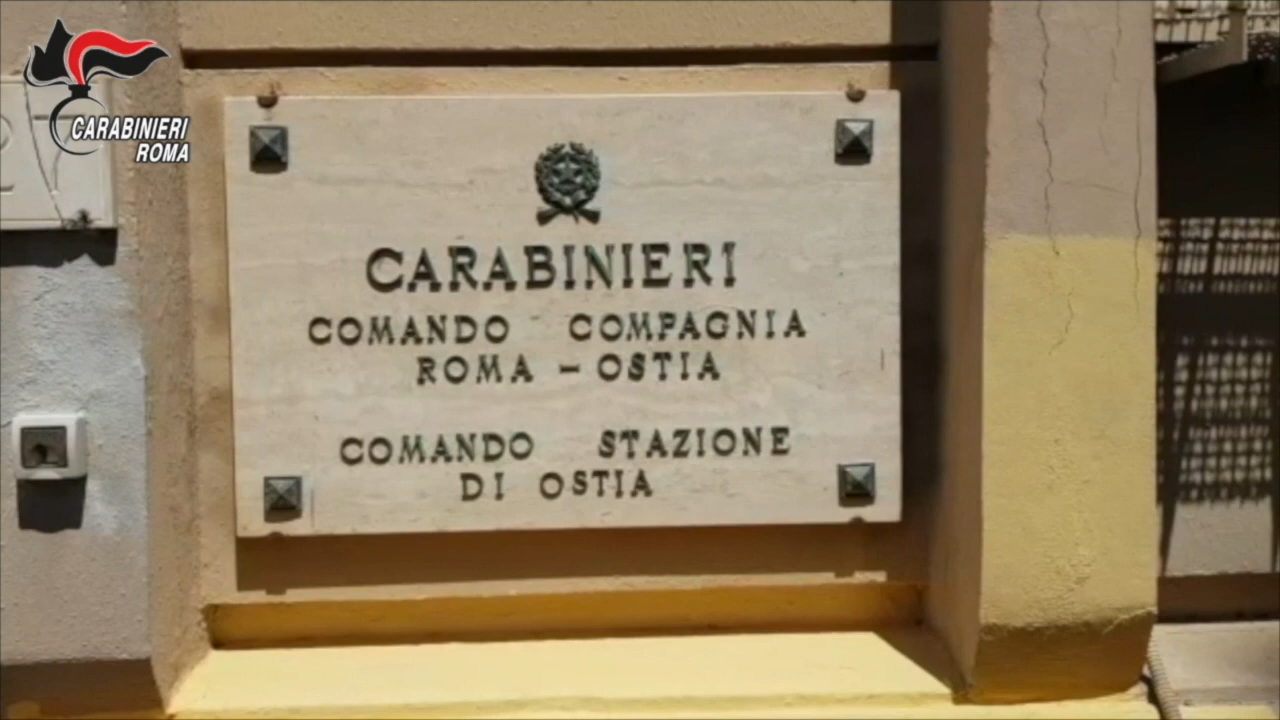 CARABINIERI
ROMA
CARABINIERI
COMANDO COMPAGNIA
ROMA - OSTIA
COMANDO STAZIONE
DI OSTIA